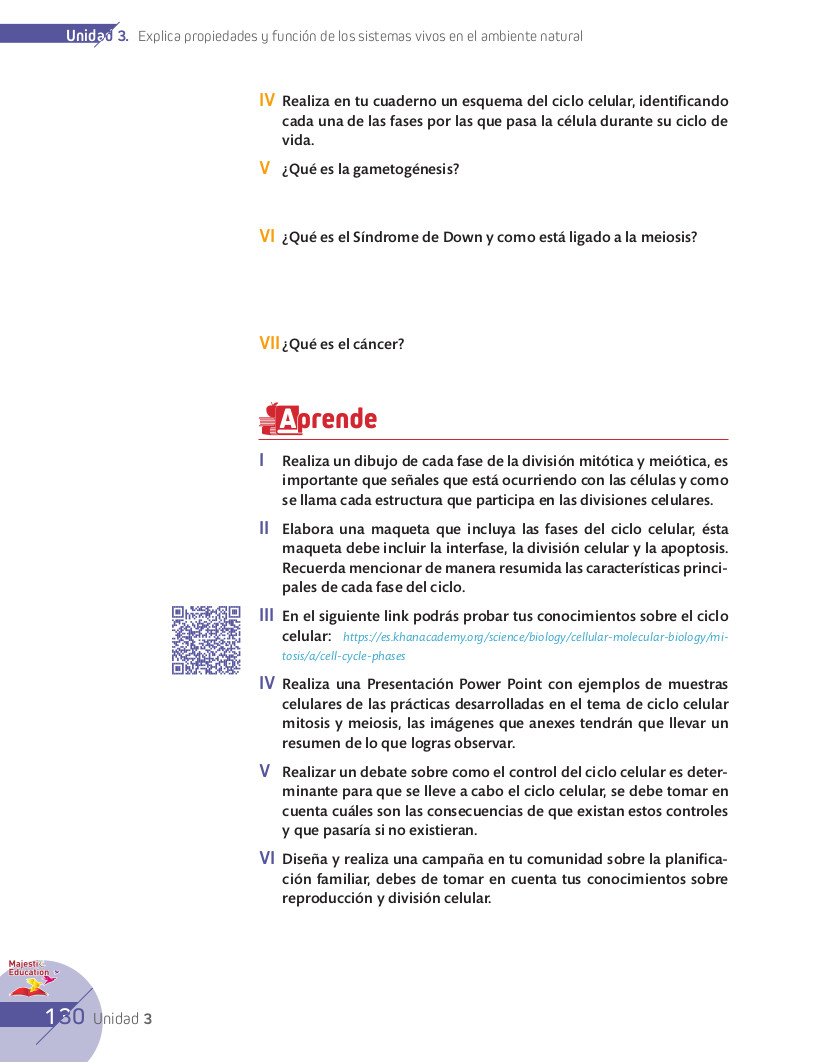 Unidad 3. Explica propiedades y función de los sistemas vivos en el ambiente natural
IV Realiza en tu cuaderno un esquema del ciclo celular, identificando
cada una de las fases por las que pasa la célula durante su ciclo de
vida.
V ¿Qué es la gametogénesis?
VI ¿Qué es el Síndrome de Down y como está ligado a la meiosis?
VII ¿Qué es el cáncer?
Aprende
I Realiza un dibujo de cada fase de la división mitótica y meiótica, es
importante que señales que está ocurriendo con las células y como
se llama cada estructura que participa en las divisiones celulares.
II Elabora una maqueta que incluya las fases del ciclo celular, ésta
maqueta debe incluir la interfase, la división celular y la apoptosis.
Recuerda mencionar de manera resumida las características princi-
pales de cada fase del ciclo.
III En el siguiente link podrás probar tus conocimientos sobre el ciclo
celular: https://es.khanacademy.org/science/biology/cellular-molecular-biology/mi-
tosis/a/cell-cycle-phases
IV Realiza una Presentación Power Point con ejemplos de muestras
celulares de las prácticas desarrolladas en el tema de ciclo celular
mitosis y meiosis, las imágenes que anexes tendrán que llevar un
resumen de lo que logras observar.
V Realizar un debate sobre como el control del ciclo celular es deter-
minante para que se lleve a cabo el ciclo celular, se debe tomar en
cuenta cuáles son las consecuencias de que existan estos controles
y que pasaría si no existieran.
VI Diseña y realiza una campaña en tu comunidad sobre la planifica-
ción familiar, debes de tomar en cuenta tus conocimientos sobre
reproducción y división celular.
Majestic
Education
130 Unidad 3